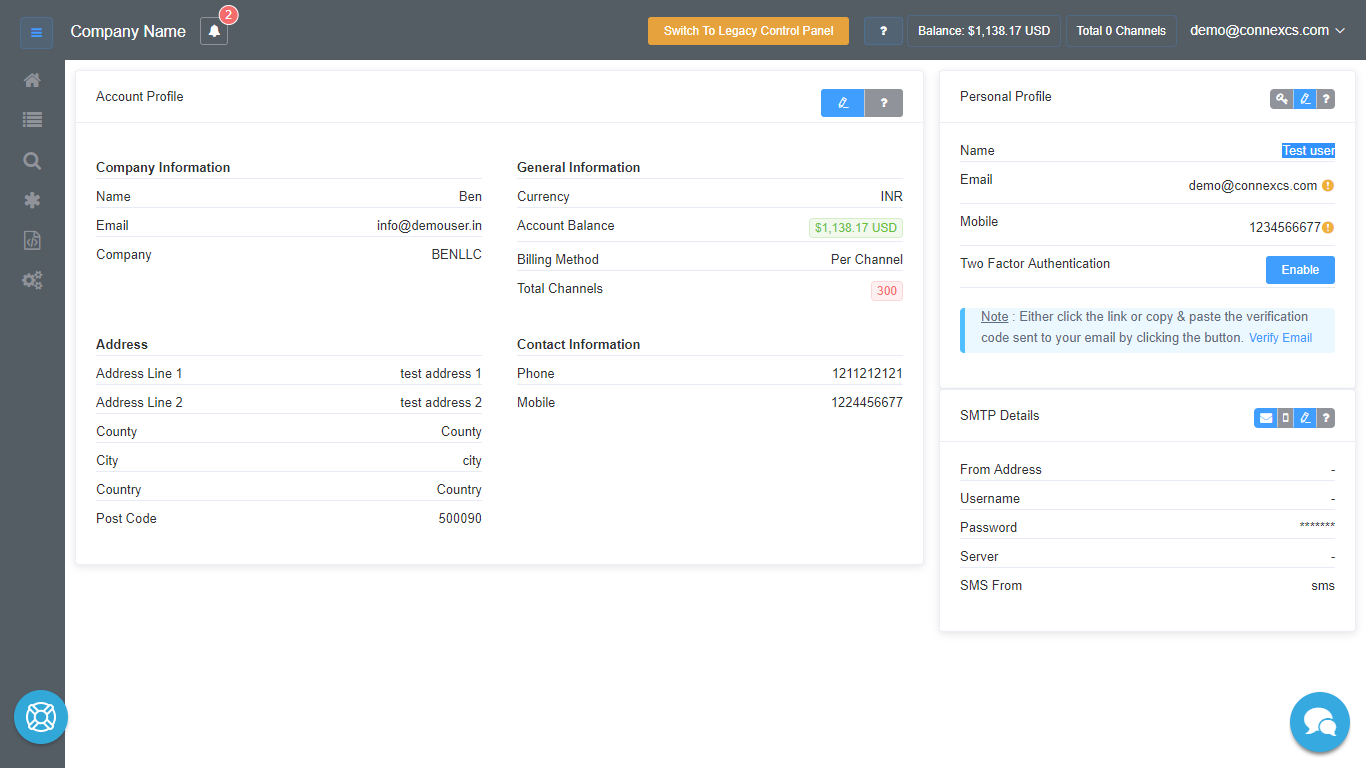 Company Name 2 Switch To Legacy Control Panel ? Balance: $1,138.17 USD Total 0 Channels demo@connexcs.com
Account Profile ?
Company Information
Name Ben
Email info@demouser.in
Company BENLLC
General Information
Currency INR
Account Balance $1,138.17 USD
Billing Method Per Channel
Total Channels 300
Address
Address Line 1 test address 1
Address Line 2 test address 2
County County
City city
Country Country
Post Code 500090
Contact Information
Phone 1211212121
Mobile 1224456677
Personal Profile ?
Name Test user
Email demo@connexcs.com
Mobile 1234566677
Two Factor Authentication Enable
Note : Either click the link or copy & paste the verification
code sent to your email by clicking the button. Verify Email
SMTP Details ?
From Address -
Username -
Password *******
Server -
SMS From sms